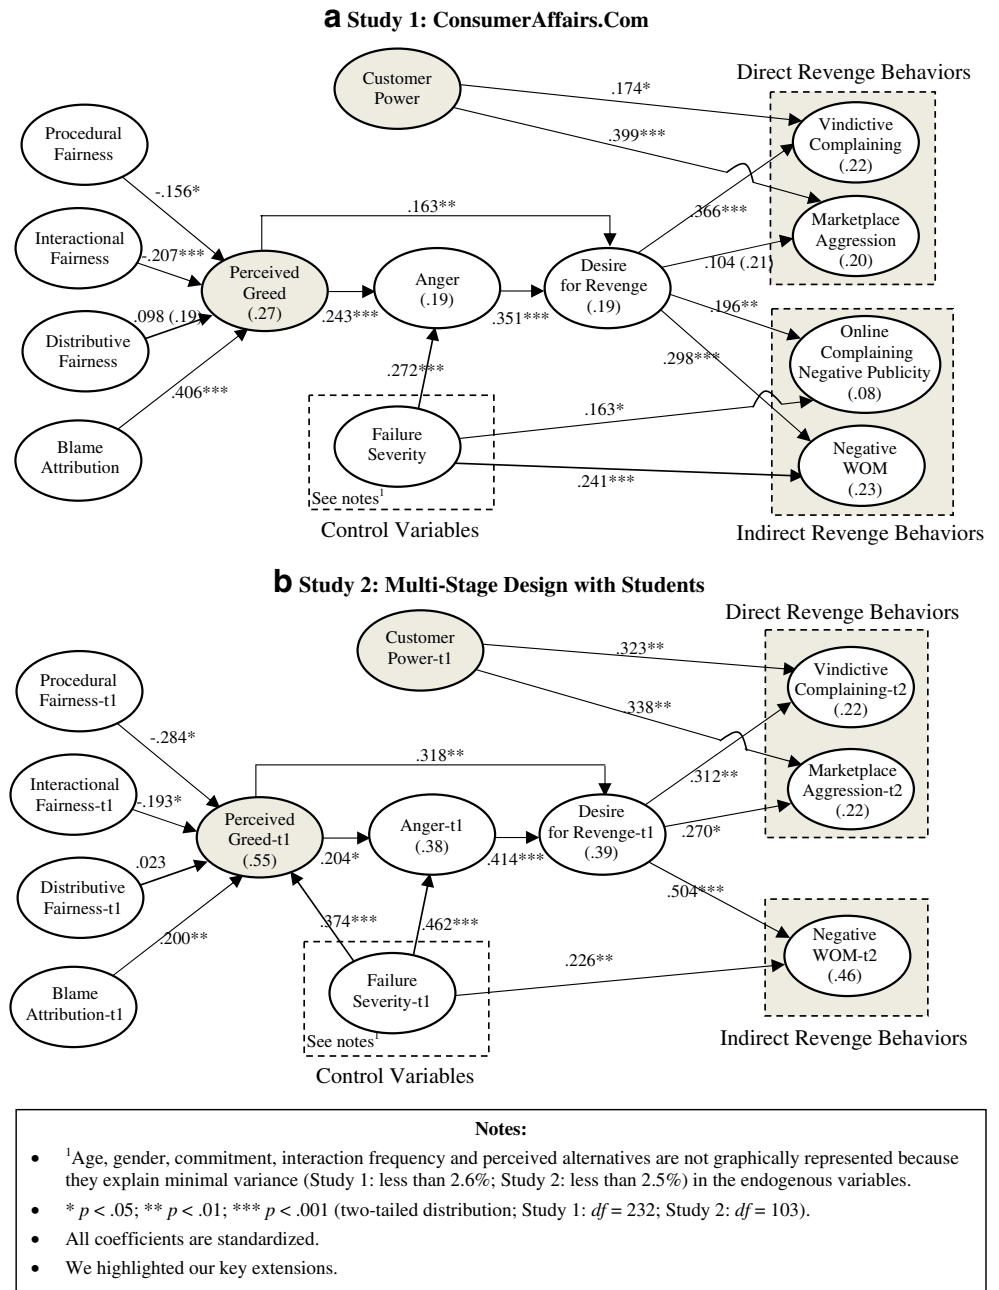 a Study 1: ConsumerAffairs.Com
Customer
Power
Direct Revenge Behaviors
.174*
.399***
Vindictive
Complaining
(.22)
Procedural
Fairness
-.156*
.163**
.366***
Marketplace
Aggression
(.20)
Interactional
Fairness
-.207***
Perceived
Greed
(.27)
Anger
(.19)
Desire
for Revenge
(.19)
.104 (.21)
.243***
.351***
.196**
.098 (.19)
Distributive
Fairness
Online
Complaining
Negative Publicity
(.08)
.298***
.272***
.406***
.163*
Blame
Attribution
Failure
Severity
Negative
WOM
(.23)
.241***
See notes1
Control Variables
Indirect Revenge Behaviors
b Study 2: Multi-Stage Design with Students
Direct Revenge Behaviors
Customer
Power-t1
.323**
.338**
Vindictive
Complaining-t2
(.22)
Procedural
Fairness-t1
-.284*
.318**
.312**
Marketplace
Aggression-t2
(.22)
Interactional
Fairness-t1
-.193*
Perceived
Greed-t1
(.55)
Anger-t1
(.38)
Desire
for Revenge-t1
(.39)
.270*
.204*
.414***
.023
Distributive
Fairness-t1
.504***
.374***
.462***
.200**
Negative
WOM-t2
(.46)
.226**
Blame
Attribution-t1
Failure
Severity-t1
See notes1
Control Variables
Indirect Revenge Behaviors
Notes:
• 1Age, gender, commitment, interaction frequency and perceived alternatives are not graphically represented because
they explain minimal variance (Study 1: less than 2.6%; Study 2: less than 2.5%) in the endogenous variables.
• * p < .05; ** p < .01; *** p < .001 (two-tailed distribution; Study 1: df = 232; Study 2: df = 103).
• All coefficients are standardized.
• We highlighted our key extensions.